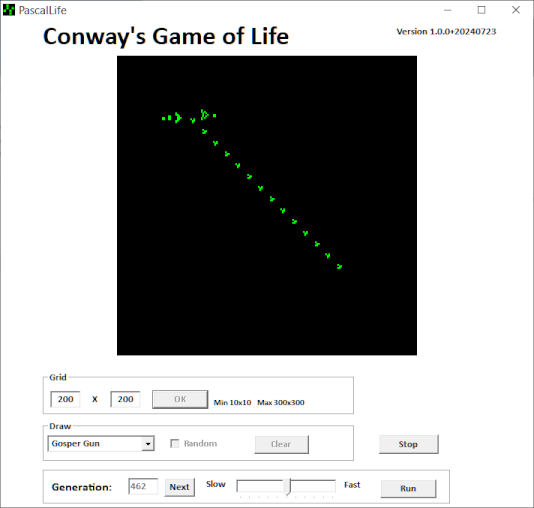 PascalLife
Conway's Game of Life
Version 1.0.0+20240723
Grid
200 X 200 OK Min 10x10 Max 300x300
Draw
Gosper Gun Random Clear Stop
Generation: 462 Next Slow Fast Run